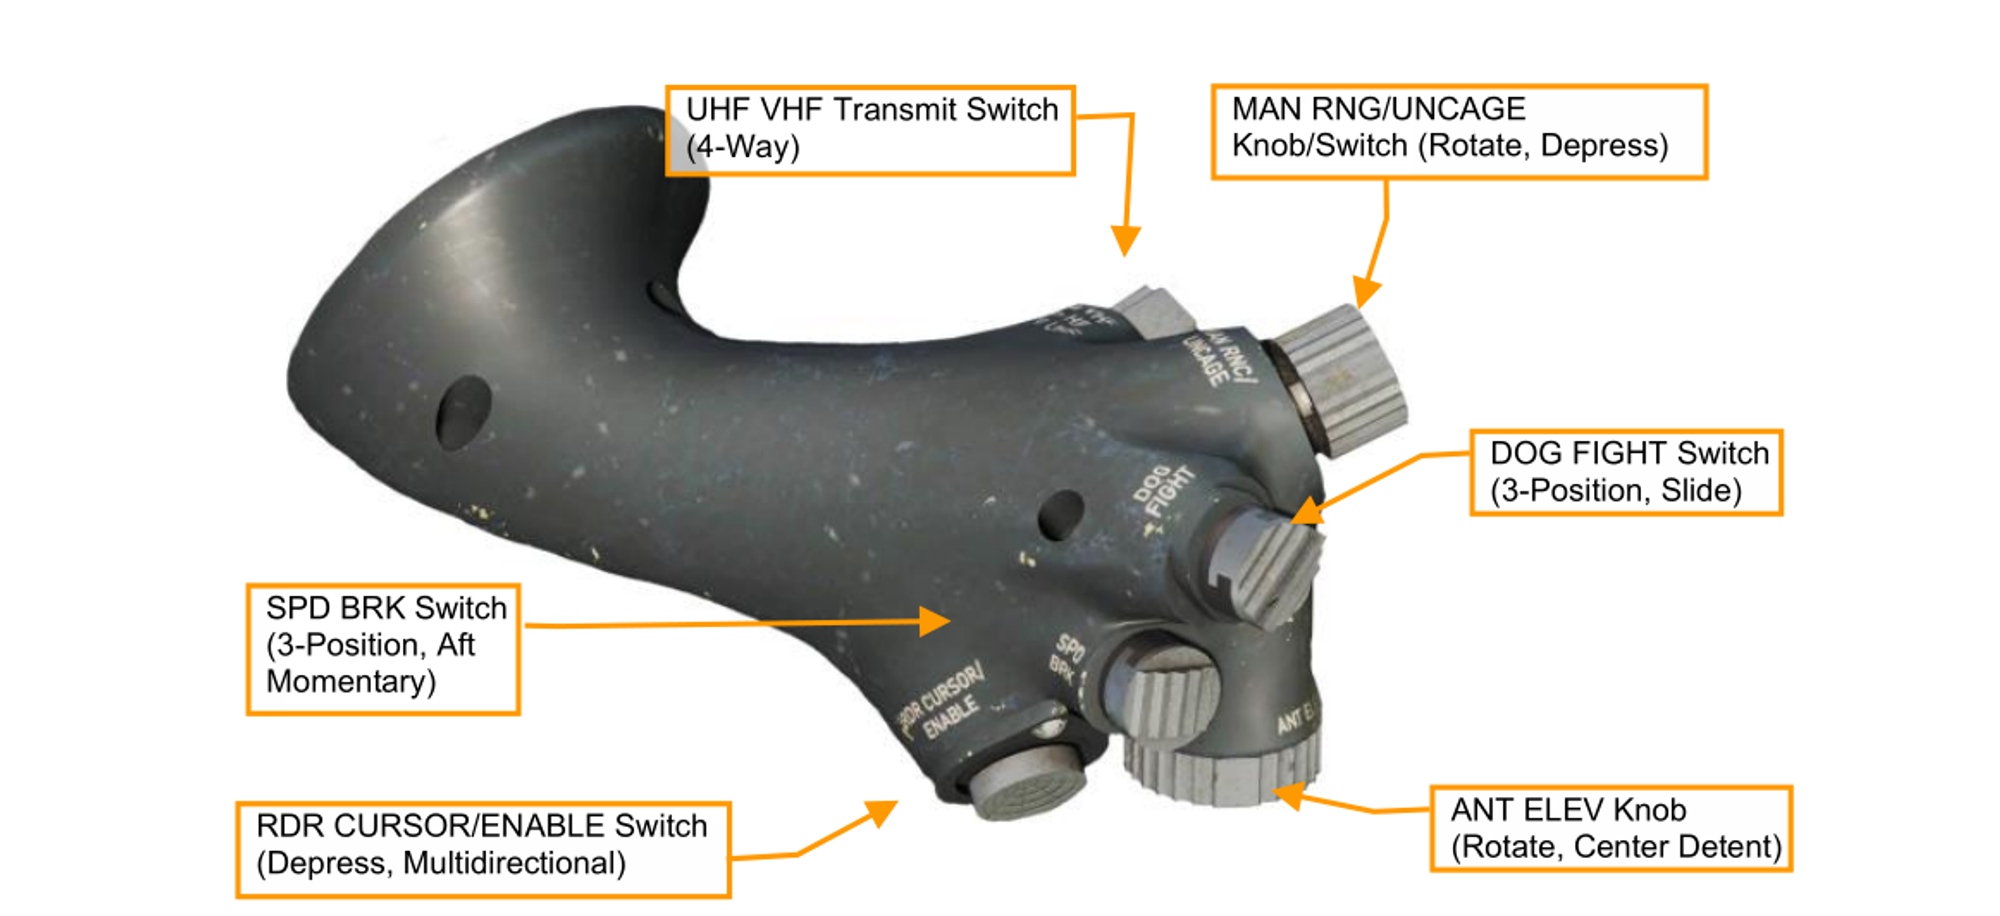 UHF VHF Transmit Switch
(4-Way)
MAN RNG/UNCAGE
Knob/Switch (Rotate, Depress)
UNCAGE
DOG FIGHT Switch
(3-Position, Slide)
DOG
FIGHT
SPD BRK Switch
(3-Position, Aft
Momentary)
SPD
BRK
RDR CURSOR/
ENABLE
ANT
RDR CURSOR/ENABLE Switch
(Depress, Multidirectional)
ANT ELEV Knob
(Rotate, Center Detent)